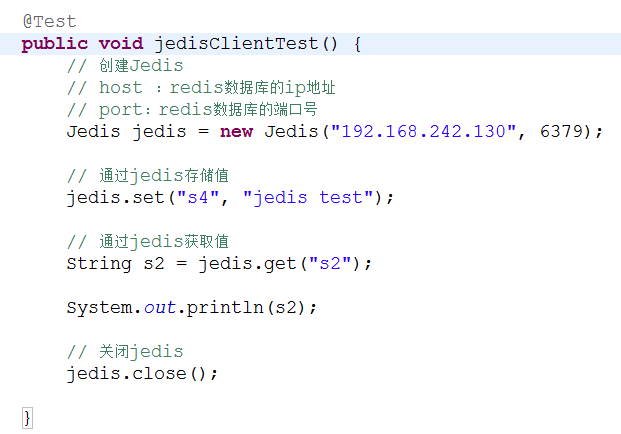 @Test
public void jedisClientTest() {
// 创建Jedis
// host ：redis数据库的ip地址
// port：redis数据库的端口号
Jedis jedis = new Jedis("192.168.242.130", 6379);
// 通过jedis存储值
jedis.set("s4", "jedis test");
// 通过jedis获取值
String s2 = jedis.get("s2");
System.out.println(s2);
// 关闭jedis
jedis.close();
}